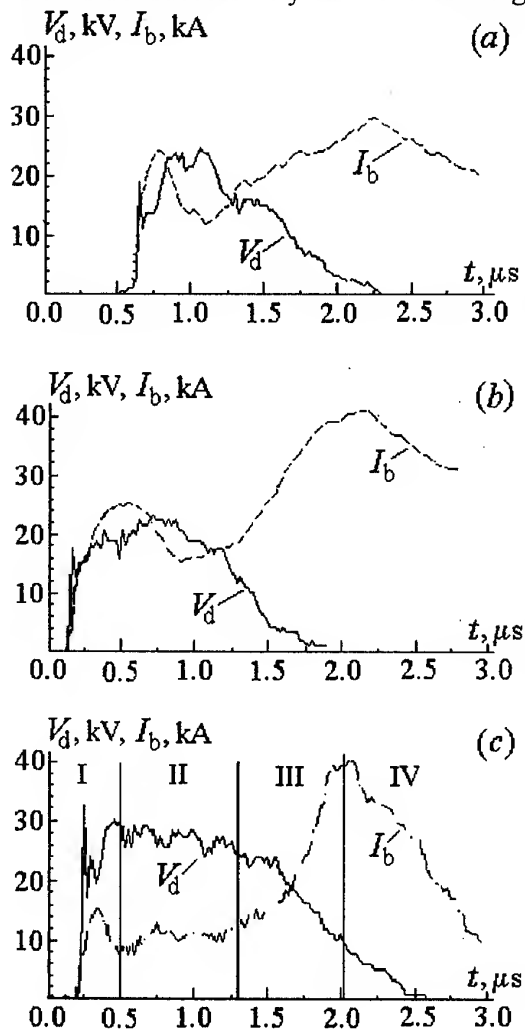 V_d, kV, I_b, kA (a)
40
30
20
10
I_b
V_d
t, μs
0.0 0.5 1.0 1.5 2.0 2.5 3.0
V_d, kV, I_b, kA (b)
40
30
20
10
I_b
V_d
t, μs
0.0 0.5 1.0 1.5 2.0 2.5 3.0
V_d, kV, I_b, kA (c)
40
I II III IV
30
20
10
V_d
I_b
t, μs
0.0 0.5 1.0 1.5 2.0 2.5 3.0